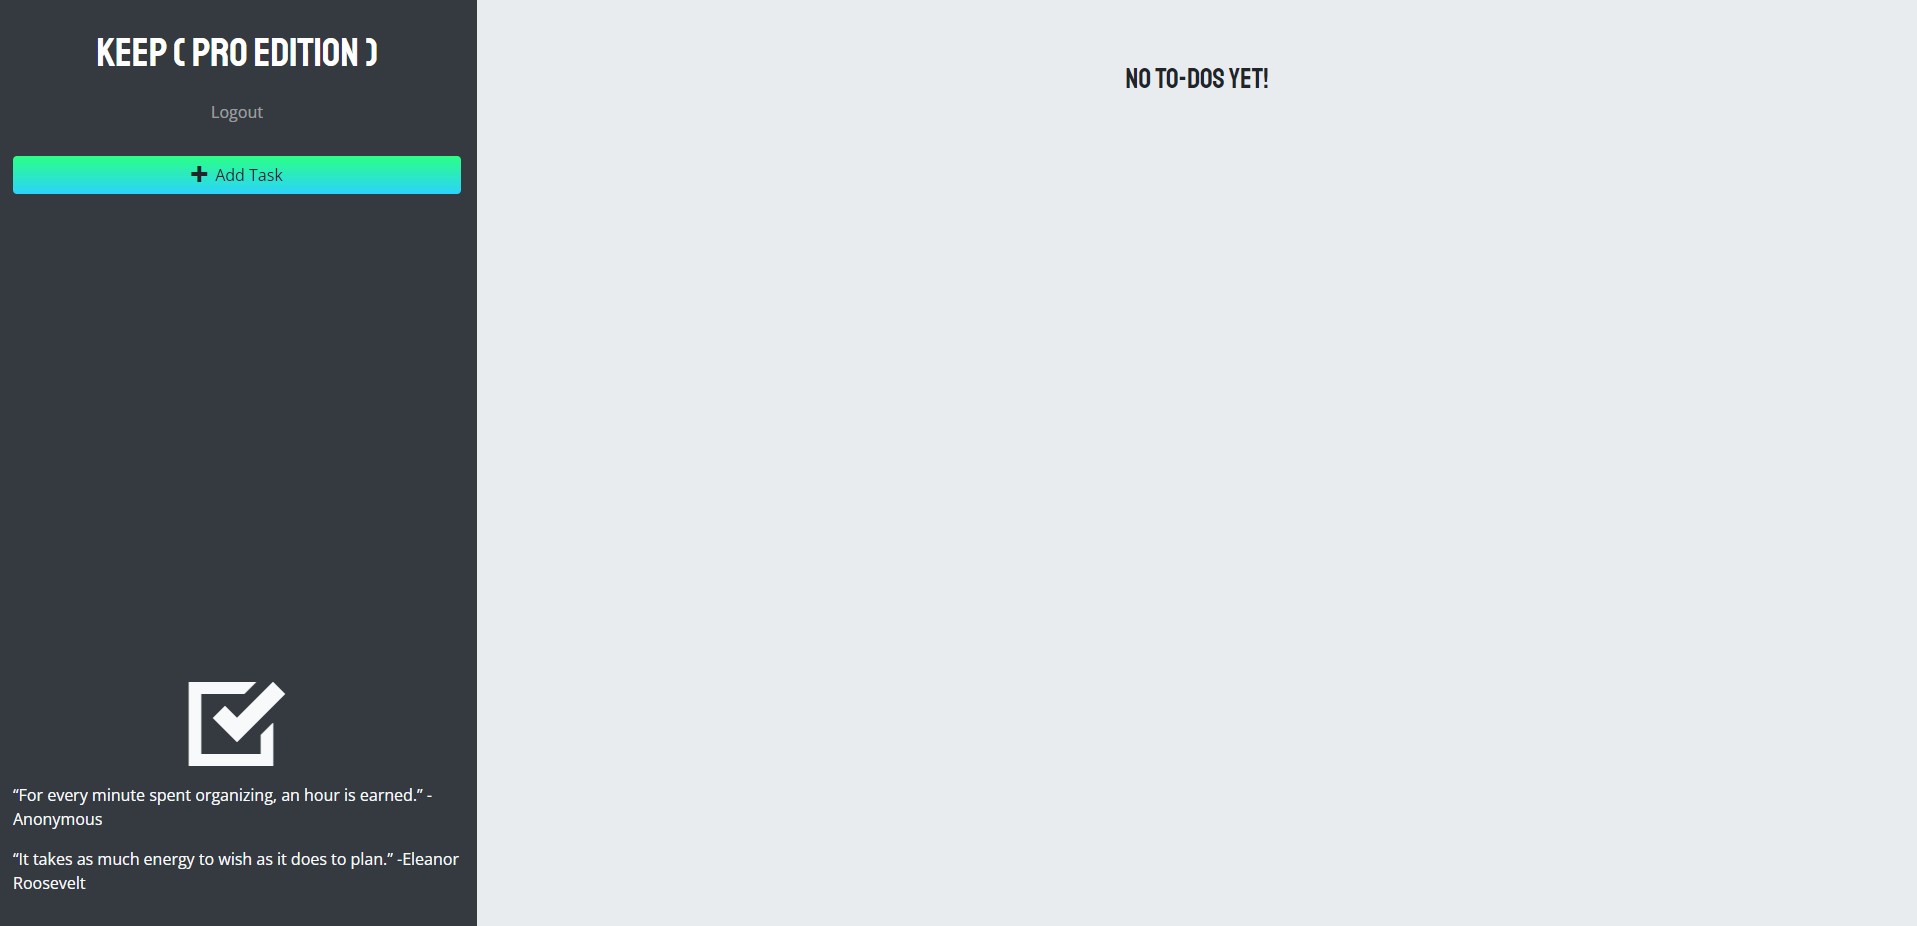 KEEP ( PRO EDITION )
Logout
Add Task
NO TO-DOS YET!
“For every minute spent organizing, an hour is earned.” -
Anonymous
“It takes as much energy to wish as it does to plan.” -Eleanor
Roosevelt